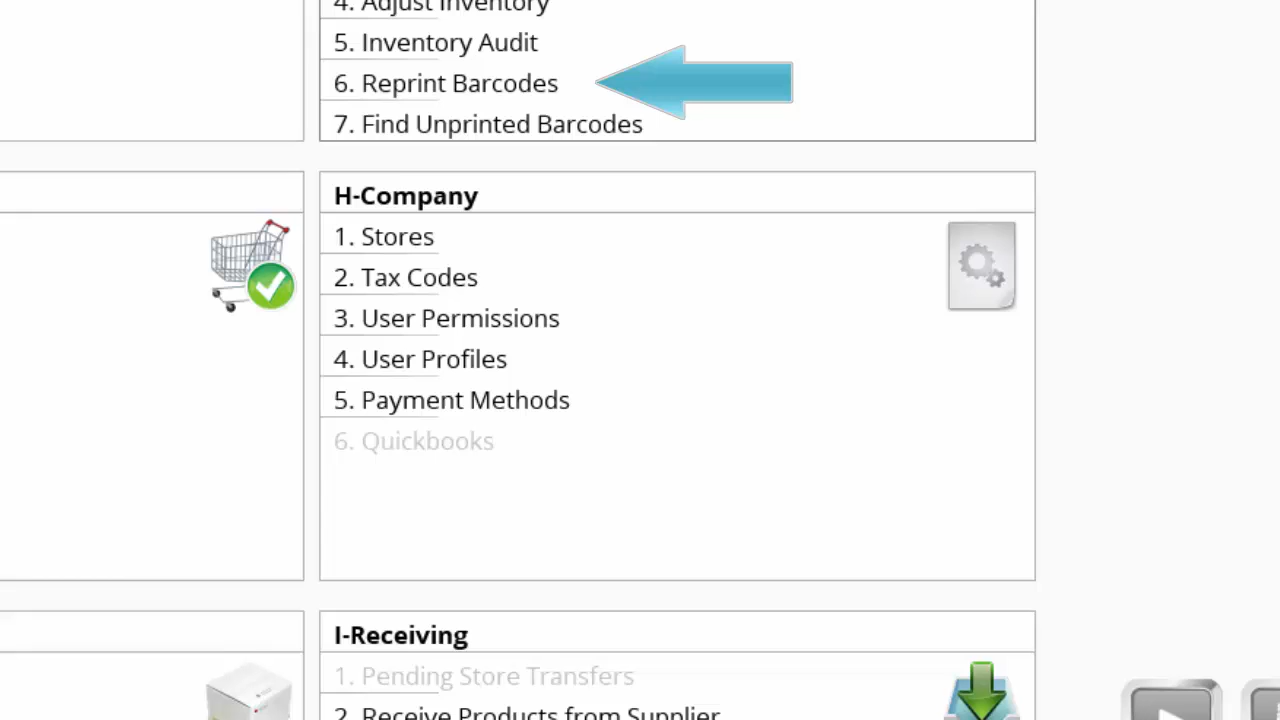 4. Adjust Inventory
5. Inventory Audit
6. Reprint Barcodes
7. Find Unprinted Barcodes
H-Company
1. Stores
2. Tax Codes
3. User Permissions
4. User Profiles
5. Payment Methods
6. Quickbooks
I-Receiving
1. Pending Store Transfers
2. Receive Products from Supplier